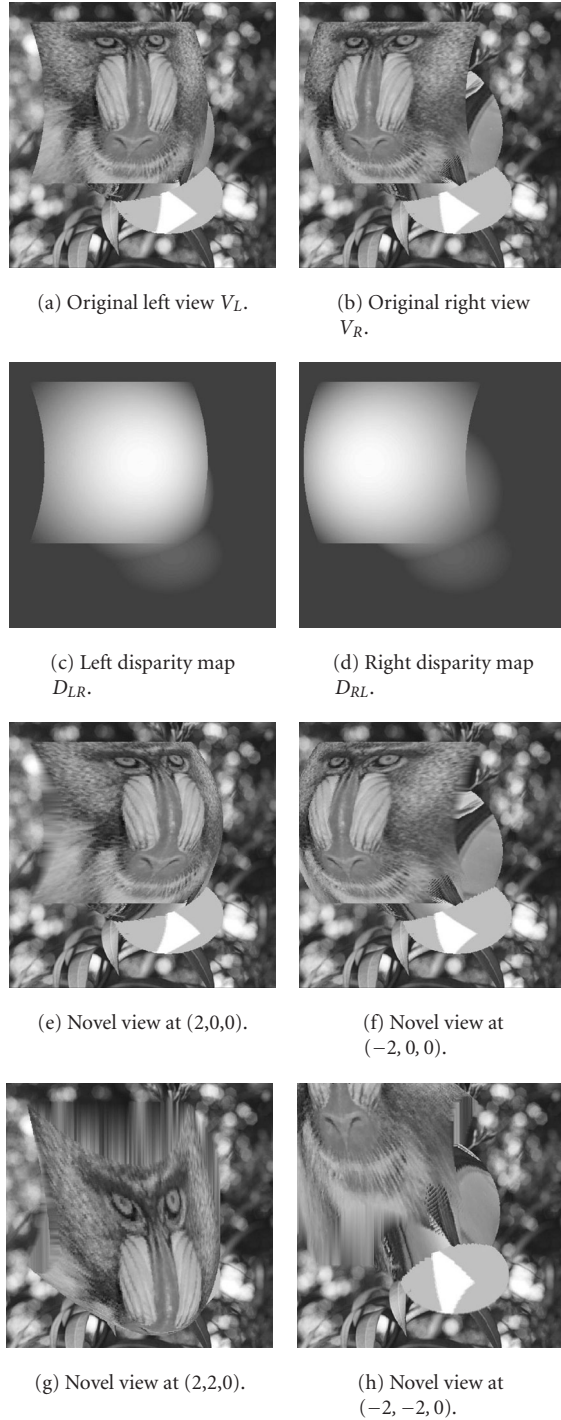 (a) Original left view V_L.
(b) Original right view
V_R.
(c) Left disparity map
D_LR.
(d) Right disparity map
D_RL.
(e) Novel view at (2,0,0).
(f) Novel view at
(−2, 0, 0).
(g) Novel view at (2,2,0).
(h) Novel view at
(−2, −2, 0).